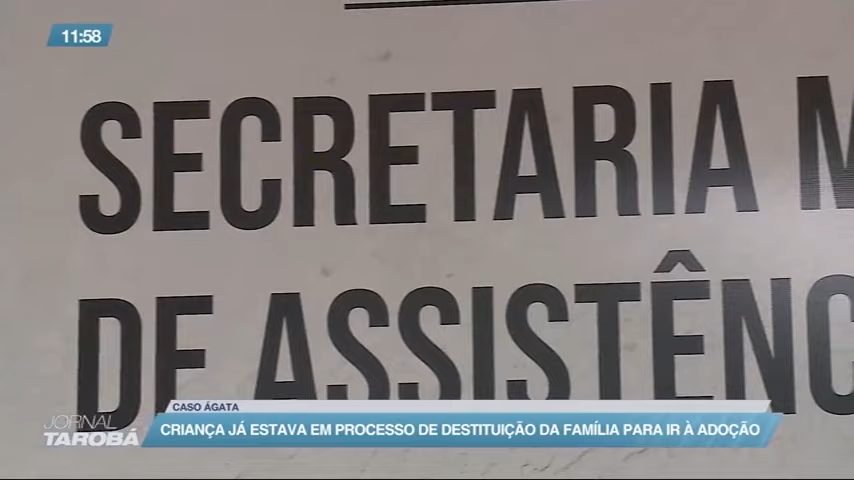 11:58
SECRETARIA M
DE ASSISTÊNC
CASO ÁGATA
JORNAL
TAROBÁ
CRIANÇA JÁ ESTAVA EM PROCESSO DE DESTITUIÇÃO DA FAMÍLIA PARA IR À ADOÇÃO